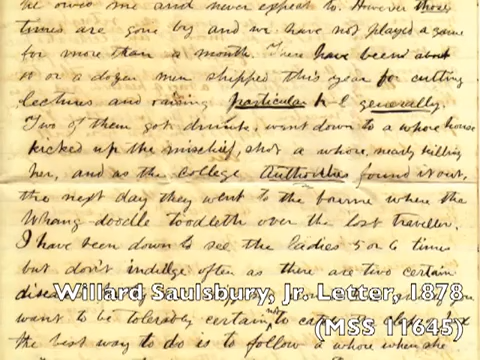 he owed me and never expect to. However those
times are gone by and we have not played a game
for more than a month. There have been about
10 or a dozen men shipped this year for cutting
lectures and raising particular h-l generally.
Two of them got drunk, went down to a whore house
kicked up the mischief, shot a whore, nearly killing
her, and as the college Authorities found it out,
the next day they went to the bourne where the
Whang-doodle toodleth over the lost traveller.
I have been down to see the ladies 5 or 6 times
but don't indulge often as there are two certain
Willard Saulsbury, Jr. Letter, 1878
want to be tolerably certain not to
(MSS 11645)
the best way to do is to follow a whore when she